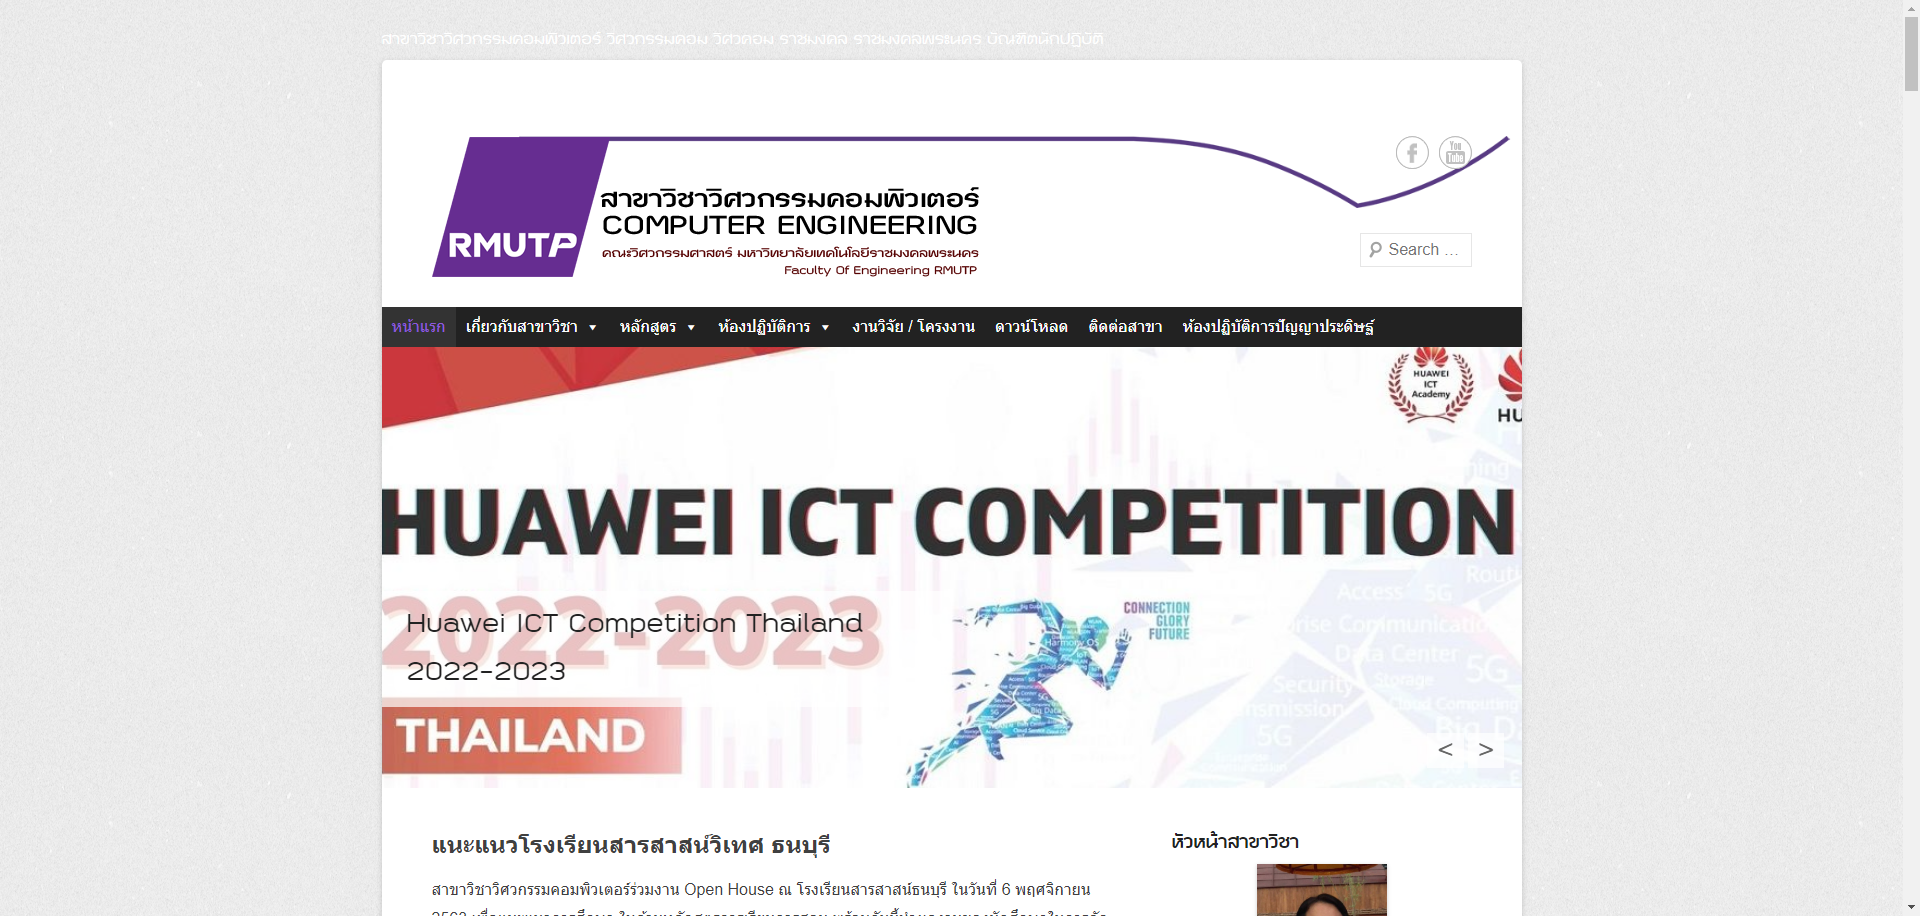 สาขาวิชาวิศวกรรมคอมพิวเตอร์ วิศวกรรมคอม วิศวคอม ราชมงคล ราชมงคลพระนคร บัณฑิตนักปฏิบัติ
You
Tube
สาขาวิชาวิศวกรรมคอมพิวเตอร์
COMPUTER ENGINEERING
RMUTP
คณะวิศวกรรมศาสตร์ มหาวิทยาลัยเทคโนโลยีราชมงคลพระนคร
Faculty Of Engineering RMUTP
Search …
หน้าแรก เกี่ยวกับสาขาวิชา หลักสูตร ห้องปฏิบัติการ งานวิจัย / โครงงาน ดาวน์โหลด ติดต่อสาขา ห้องปฏิบัติการปัญญาประดิษฐ์
HUAWEI
ICT
Academy
HU
HUAWEI ICT COMPETITION
2022-2023
Huawei ICT Competition Thailand
2022-2023
THAILAND
CONNECTION
GLORY
FUTURE
Access 5G
Data Center
5G
Security
Storage
Cloud Computing
5G
< >
แนะแนวโรงเรียนสารสาสน์วิเทศ ธนบุรี
สาขาวิชาวิศวกรรมคอมพิวเตอร์ร่วมงาน Open House ณ โรงเรียนสารสาสน์ธนบุรี ในวันที่ 6 พฤศจิกายน
หัวหน้าสาขาวิชา